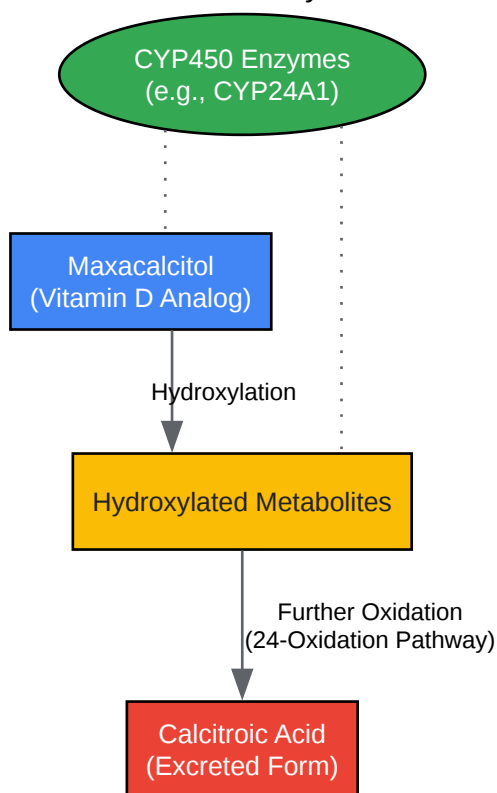 CYP450 Enzymes
(e.g., CYP24A1)
Maxacalcitol
(Vitamin D Analog)
Hydroxylation
Hydroxylated Metabolites
Further Oxidation
(24-Oxidation Pathway)
Calcitroic Acid
(Excreted Form)